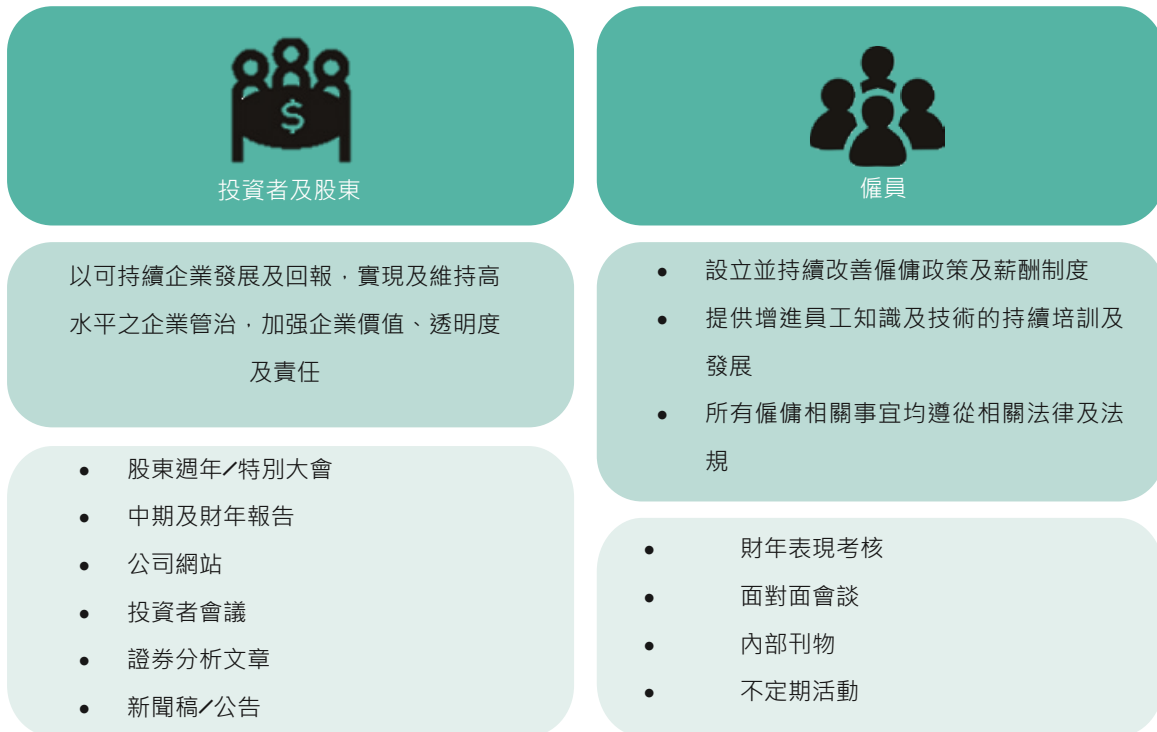 $
投資者及股東
以可持續企業發展及回報，實現及維持高
水平之企業管治，加强企業價值、透明度
及責任
• 股東週年/特別大會
• 中期及財年報告
• 公司網站
• 投資者會議
• 證券分析文章
• 新聞稿/公告
僱員
• 設立並持續改善僱傭政策及薪酬制度
• 提供增進員工知識及技術的持續培訓及
發展
• 所有僱傭相關事宜均遵從相關法律及法
規
• 財年表現考核
• 面對面會談
• 內部刊物
• 不定期活動